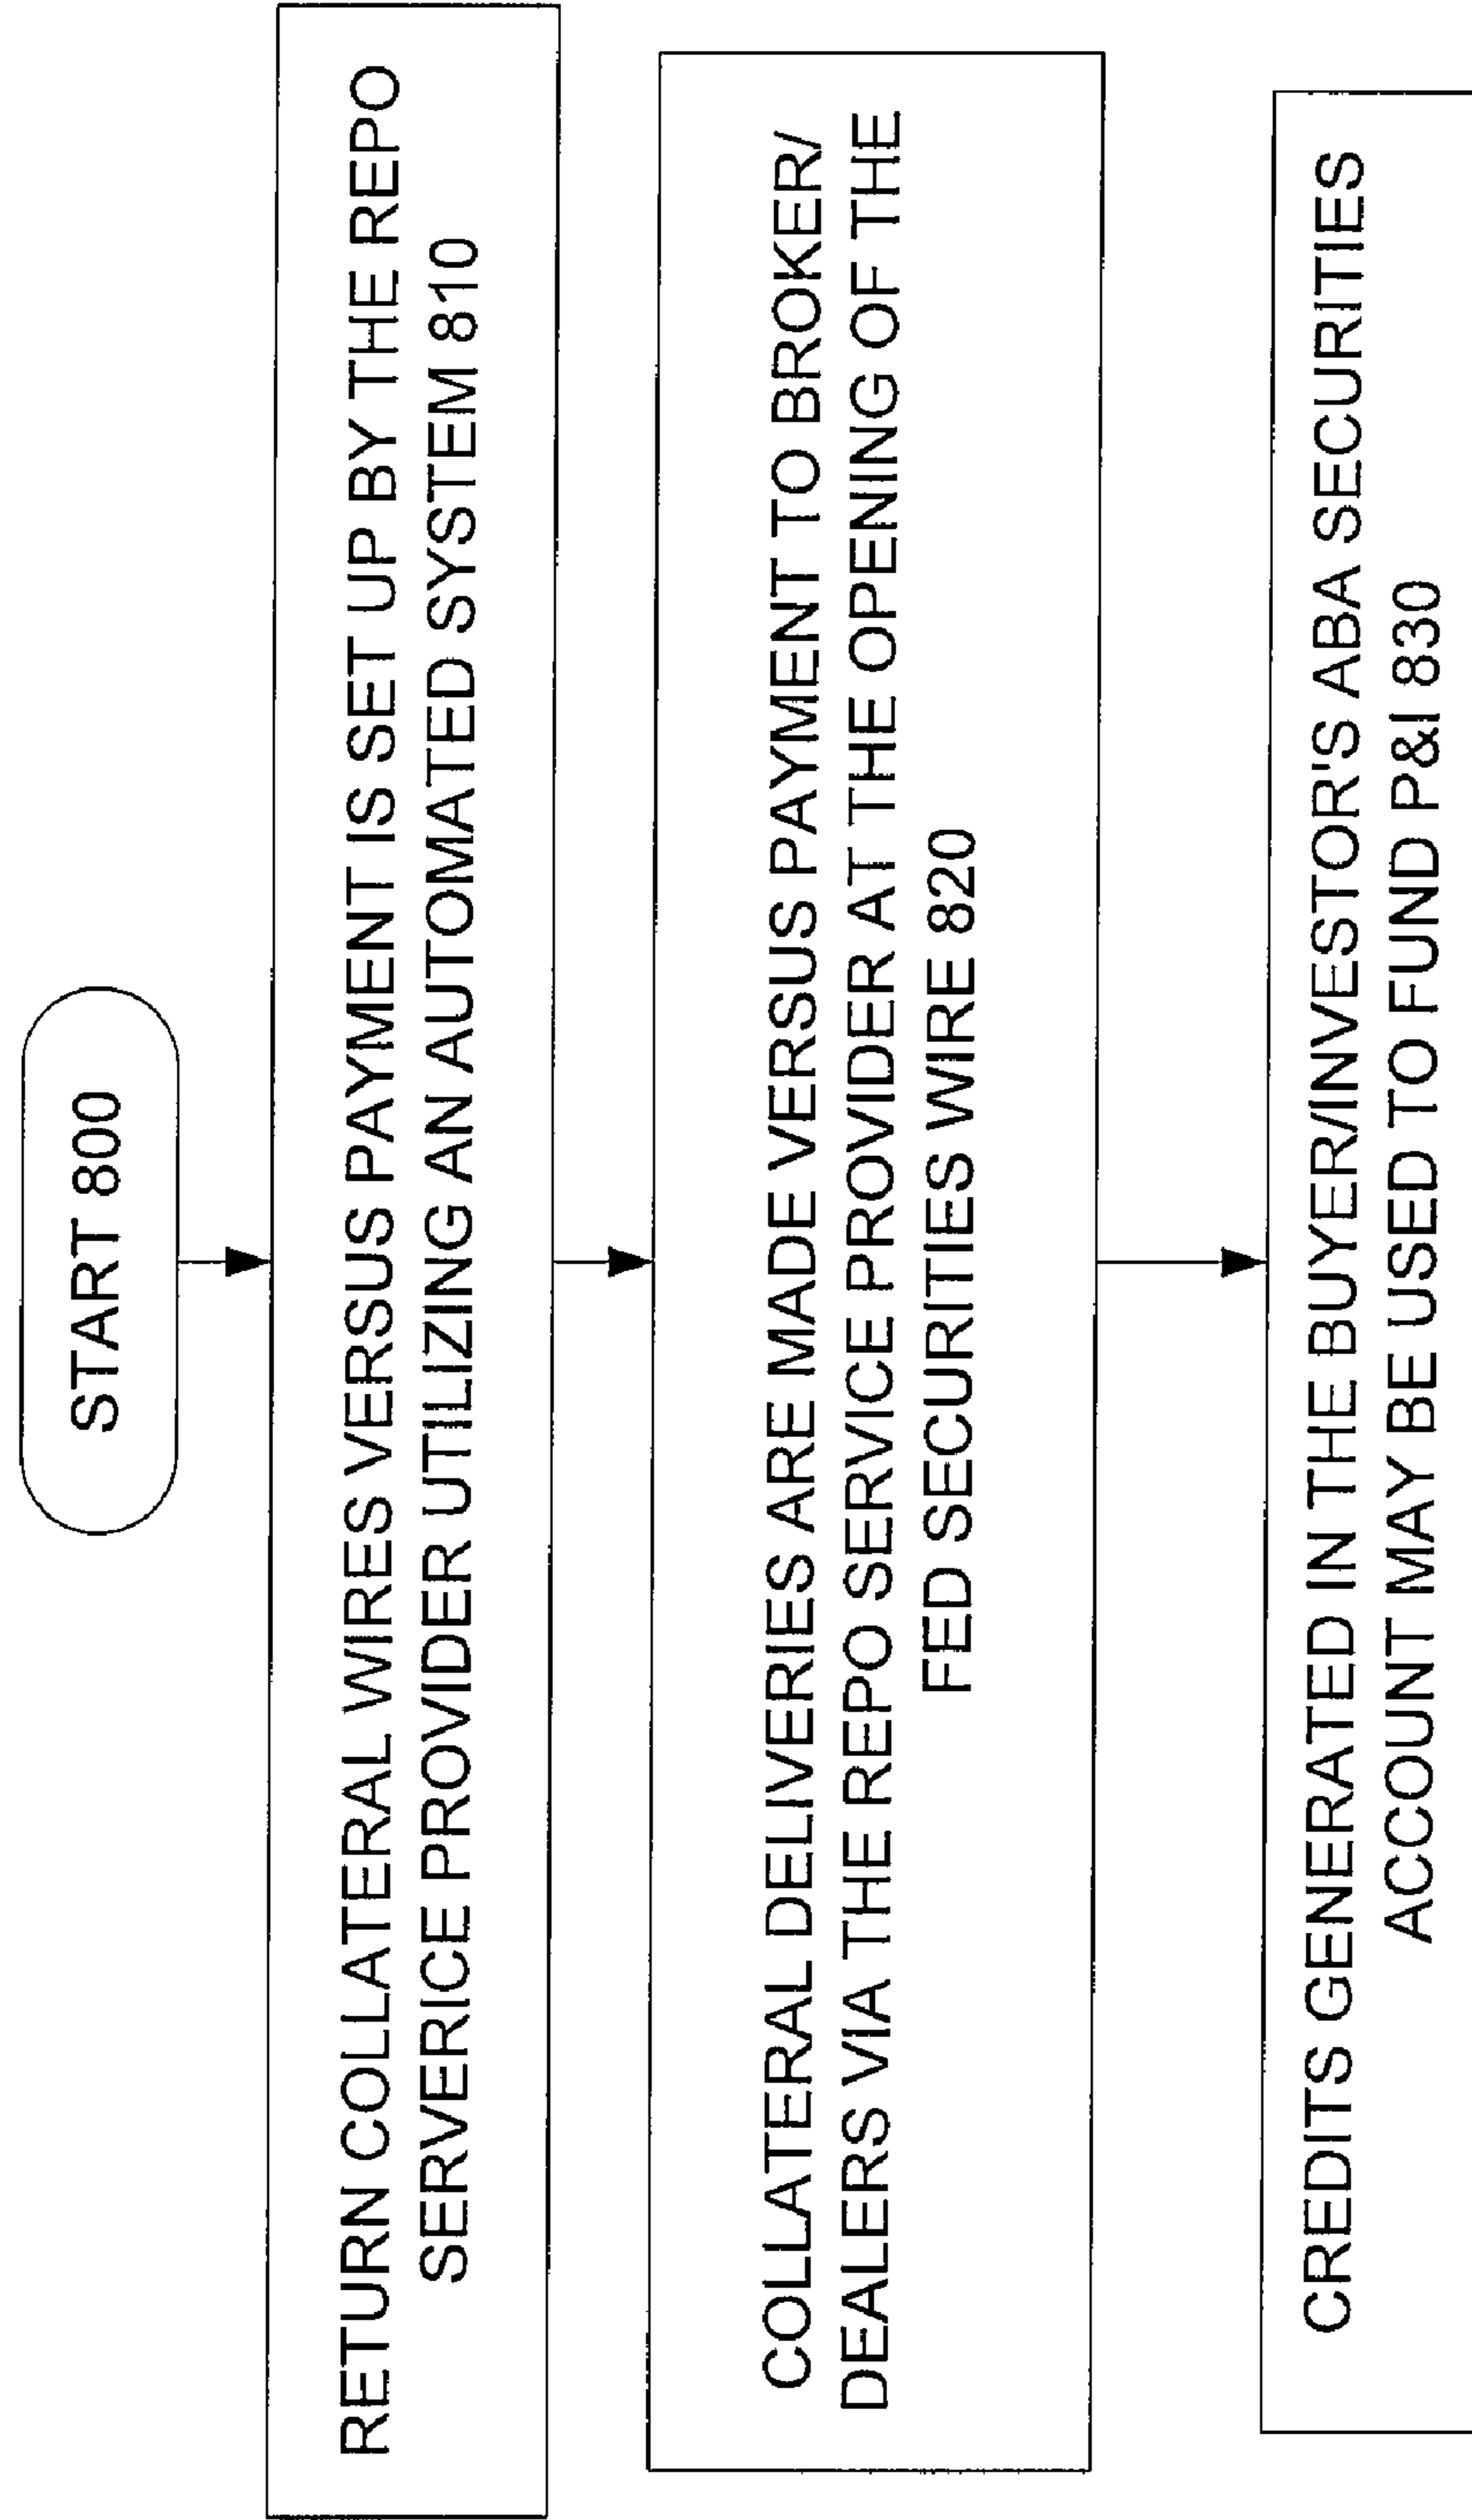 START 800
RETURN COLLATERAL WIRES VERSUS PAYMENT IS SET UP BY THE REPO
SERVERICE PROVIDER UTILIZING AN AUTOMATED SYSTEM 810
COLLATERAL DELIVERIES ARE MADE VERSUS PAYMENT TO BROKER/
DEALERS VIA THE REPO SERVICE PROVIDER AT THE OPENING OF THE
FED SECURITIES WIRE 820
CREDITS GENERATED IN THE BUYER/INVESTOR'S ABA SECURITIES
ACCOUNT MAY BE USED TO FUND P&I 830